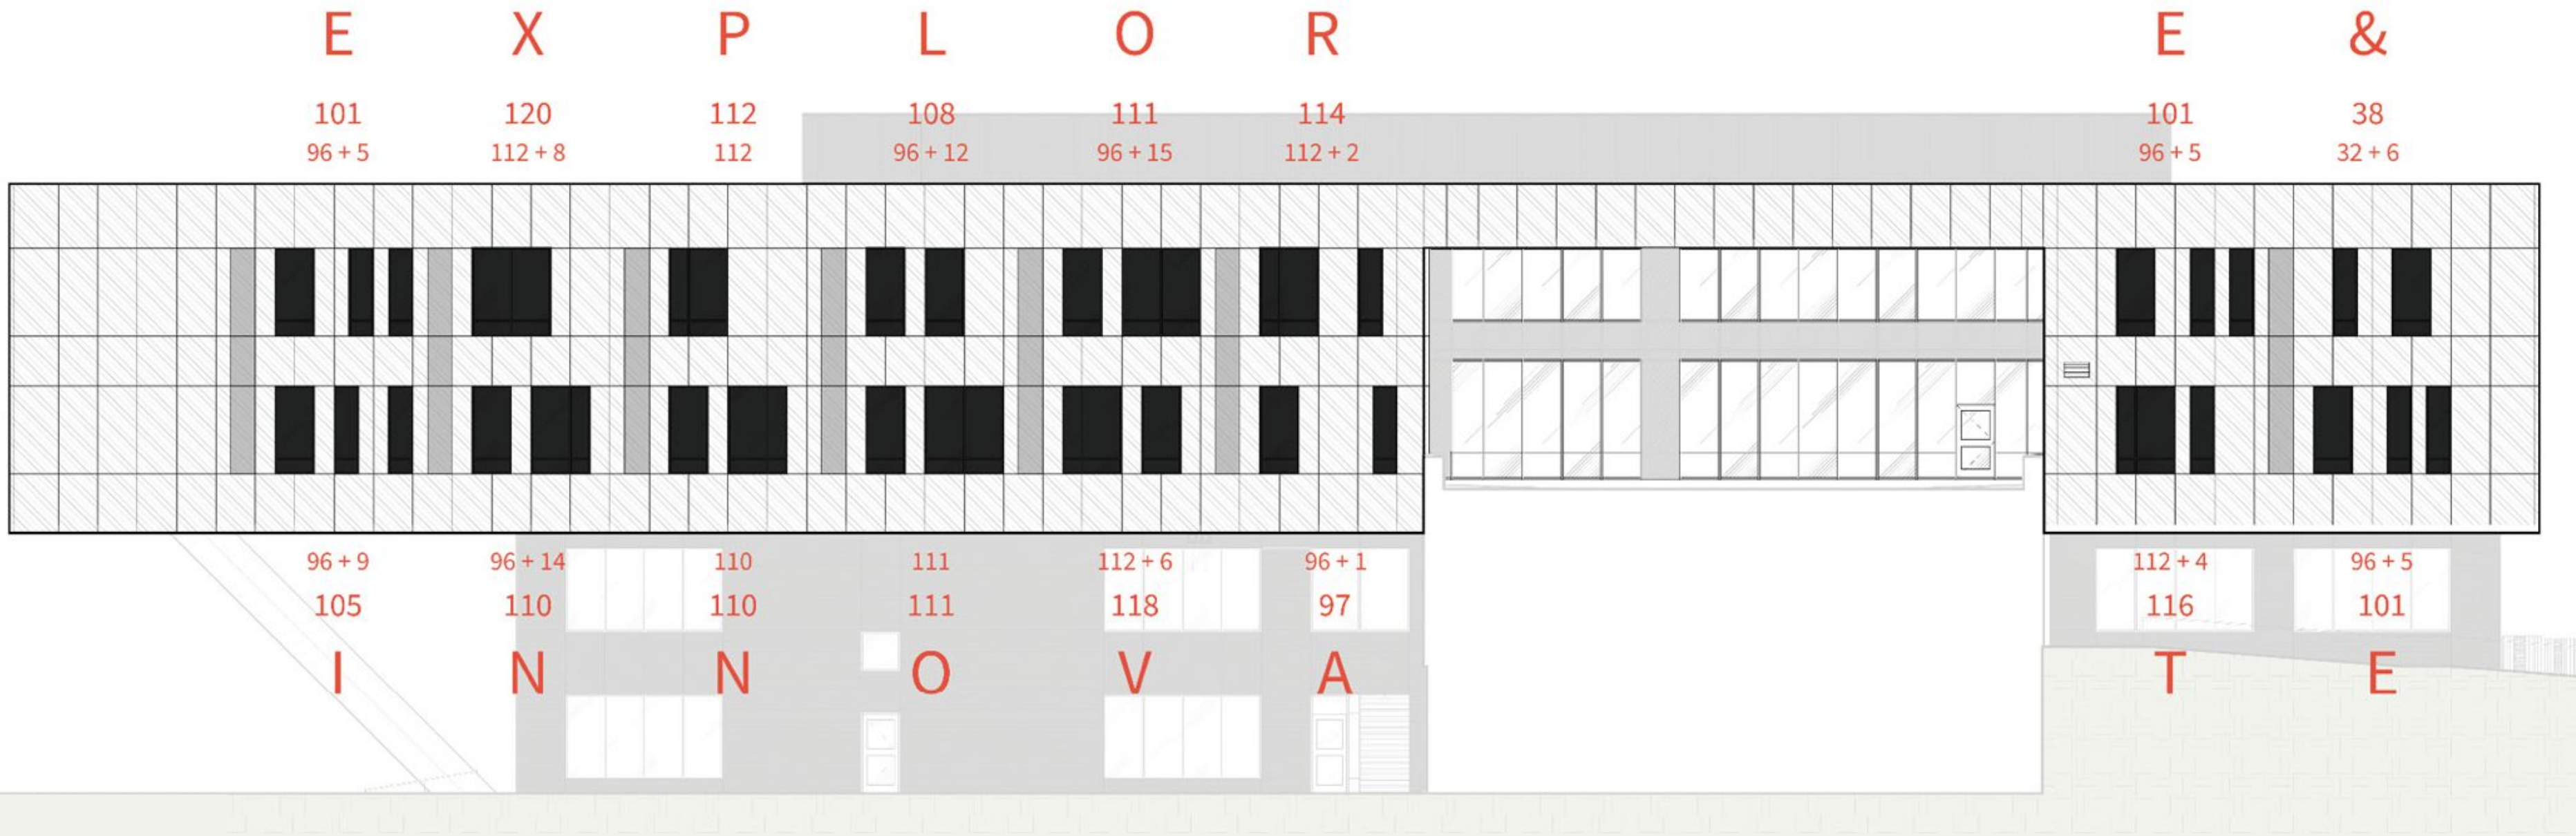 E X P L O R E &
101 120 112 108 111 114 101 38
96 + 5 112 + 8 112 96 + 12 96 + 15 112 + 2 96 + 5 32 + 6
96 + 9 96 + 14 110 111 112 + 6 96 + 1 112 + 4 96 + 5
105 110 110 111 118 97 116 101
I N N O V A T E